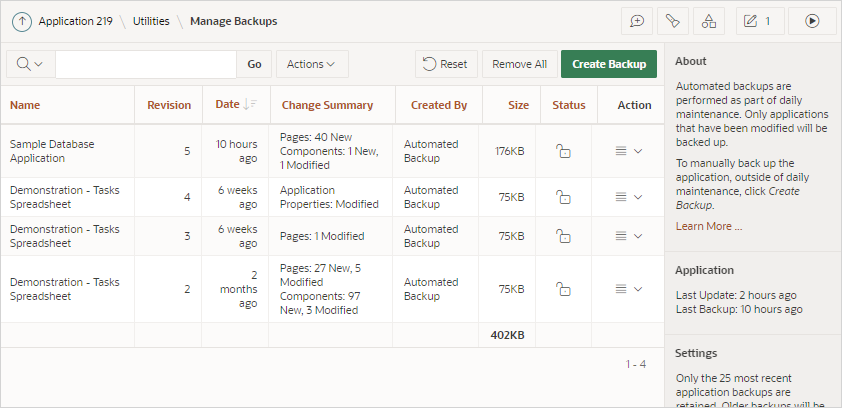 Application 219 \ Utilities \ Manage Backups
1
Go
Actions
Reset
Remove All
Create Backup
Name Revision Date Change Summary Created By Size Status Action
Sample Database
Application
5
10 hours
ago
Pages: 40 New
Components: 1 New,
1 Modified
Automated
Backup
176KB
Demonstration - Tasks
Spreadsheet
4
6 weeks
ago
Application
Properties: Modified
Automated
Backup
75KB
Demonstration - Tasks
Spreadsheet
3
6 weeks
ago
Pages: 1 Modified
Automated
Backup
75KB
Demonstration - Tasks
Spreadsheet
2
2
months
ago
Pages: 27 New, 5
Modified
Components: 97
New, 3 Modified
Automated
Backup
75KB
402KB
1 - 4
About
Automated backups are
performed as part of daily
maintenance. Only applications
that have been modified will be
backed up.
To manually back up the
application, outside of daily
maintenance, click Create
Backup.
Learn More ...
Application
Last Update: 2 hours ago
Last Backup: 10 hours ago
Settings
Only the 25 most recent
application backups are
retained. Older backups will be